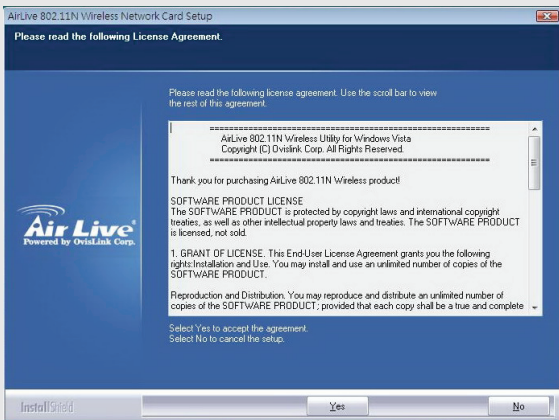 AirLive 802.11N Wireless Network Card Setup
Please read the following License Agreement.
Please read the following license agreement. Use the scroll bar to view
the rest of this agreement.
============================================================
AirLive 802.11N Wireless Utility for Windows Vista
Copyright (C) Ovislink Corp. All Rights Reserved.
============================================================
Thank you for purchasing AirLive 802.11N Wireless product!
SOFTWARE PRODUCT LICENSE
The SOFTWARE PRODUCT is protected by copyright laws and international copyright
treaties, as well as other intellectual property laws and treaties. The SOFTWARE PRODUCT
is licensed, not sold.
1. GRANT OF LICENSE. This End-User License Agreement grants you the following
rights:Installation and Use. You may install and use an unlimited number of copies of the
SOFTWARE PRODUCT.
Reproduction and Distribution. You may reproduce and distribute an unlimited number of
copies of the SOFTWARE PRODUCT; provided that each copy shall be a true and complete
Air Live
Powered by OvisLink Corp.
Select Yes to accept the agreement.
Select No to cancel the setup.
InstallShield
Yes
No